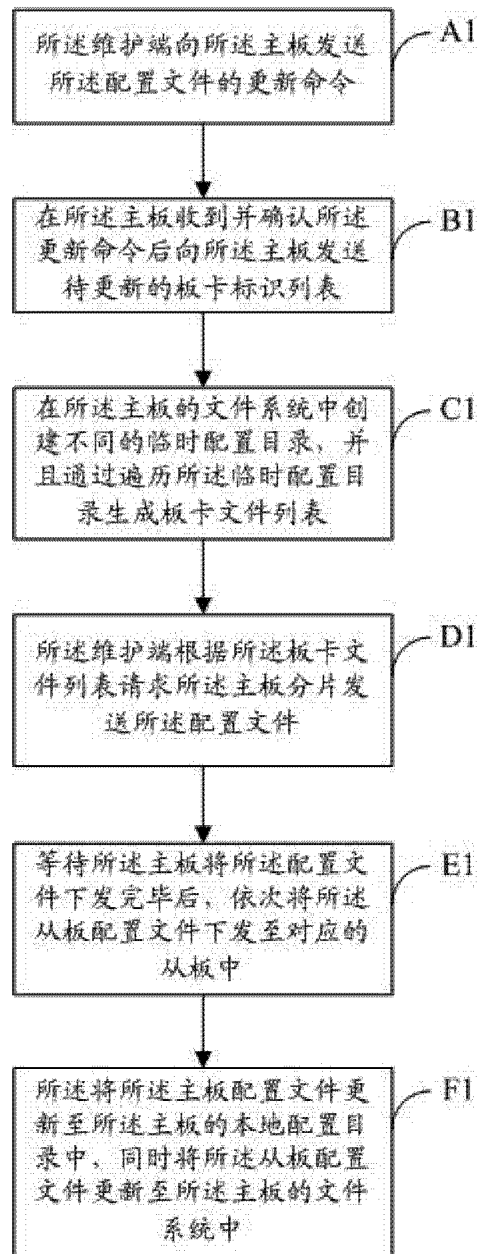 所述维护端向所述主板发送
所述配置文件的更新命令
A1
在所述主板收到并确认所述
更新命令后向所述主板发送
待更新的板卡标识列表
B1
在所述主板的文件系统中创
建不同的临时配置目录，并
且通过遍历所述临时配置目
录生成板卡文件列表
C1
所述维护端根据所述板卡文
件列表请求所述主板分片发
送所述配置文件
D1
等待所述主板将所述配置文
件下发完毕后，依次将所述
从板配置文件下发至对应的
从板中
E1
所述将所述主板配置文件更
新至所述主板的本地配置目
录中，同时将所述从板配置
文件更新至所述主板的文件
系统中
F1